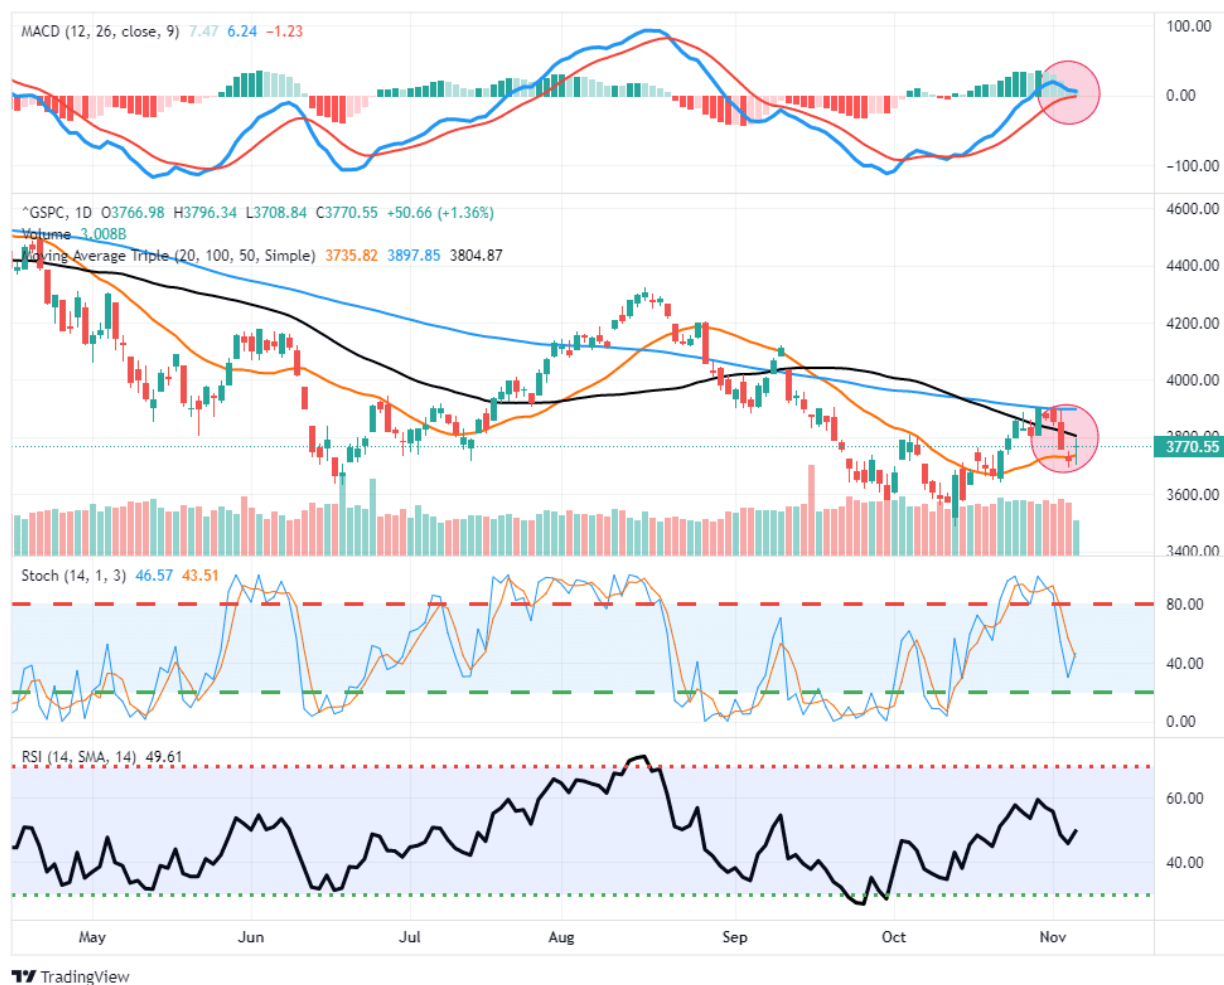 MACD (12, 26, close, 9) 7.47 6.24 −1.23
100.00
0.00
−100.00
^GSPC, 1D O3766.98 H3796.34 L3708.84 C3770.55 +50.66 (+1.36%)
Volume 3.008B
Moving Average Triple (20, 100, 50, Simple) 3735.82 3897.85 3804.87
4600.00
4400.00
4200.00
4000.00
3800.00
3770.55
3600.00
3400.00
Stoch (14, 1, 3) 46.57 43.51
80.00
40.00
0.00
RSI (14, SMA, 14) 49.61
60.00
40.00
May Jun Jul Aug Sep Oct Nov
TradingView